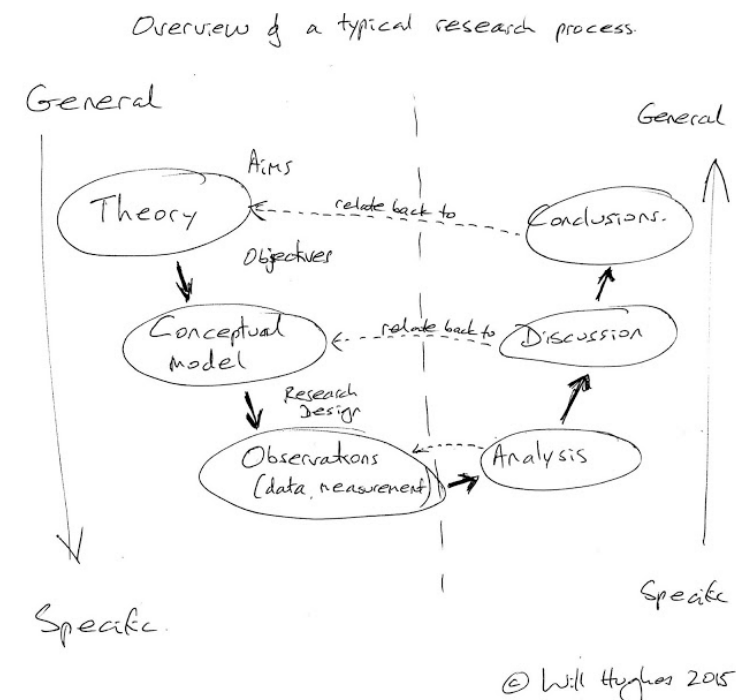 Overview of a typical research process.
General
General
Aims
Theory
relate back to
Conclusions.
Objectives
Conceptual
model
relate back to
Discussion
Research
Design
Observations
(data, measurement)
Analysis
Specific.
Specific
© Will Hughes 2015